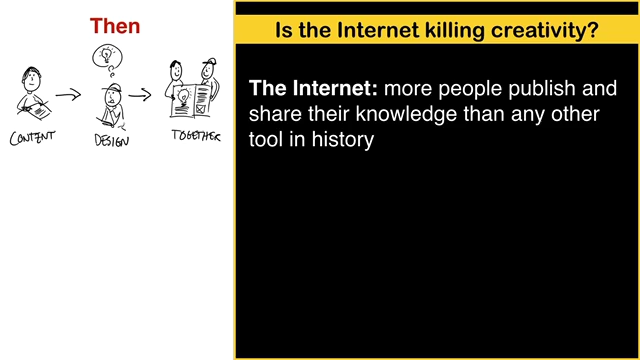 Then
CONTENT
DESIGN
TOGETHER
Is the Internet killing creativity?
The Internet: more people publish and
share their knowledge than any other
tool in history